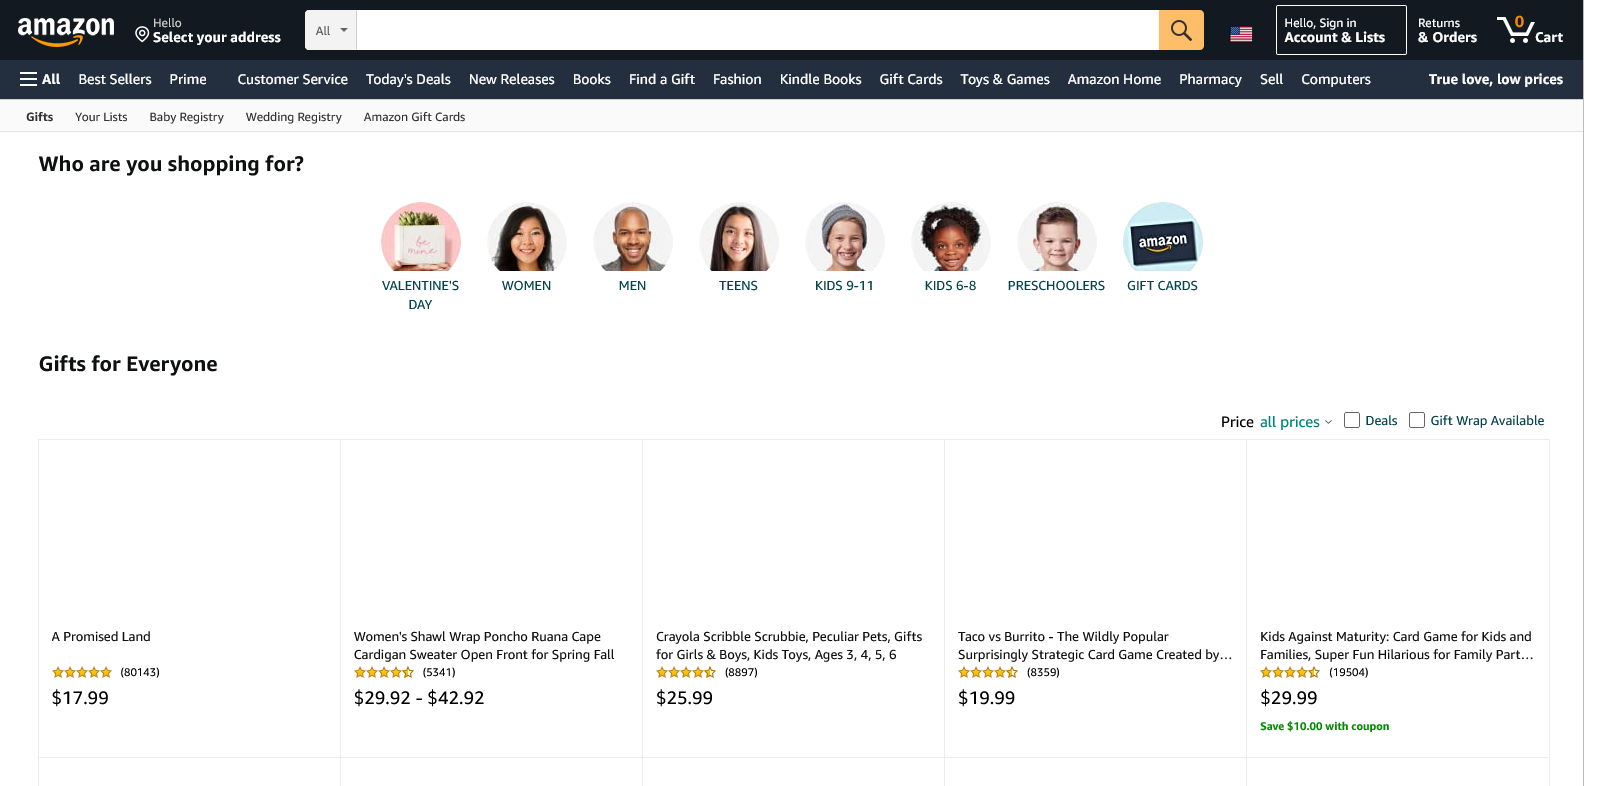 amazon
Hello
Select your address
All
Hello, Sign in
Account & Lists
Returns
& Orders
0
Cart
All Best Sellers Prime Customer Service Today's Deals New Releases Books Find a Gift Fashion Kindle Books Gift Cards Toys & Games Amazon Home Pharmacy Sell Computers True love, low prices
Gifts Your Lists Baby Registry Wedding Registry Amazon Gift Cards
Who are you shopping for?
be
mine
amazon
VALENTINE'S
DAY
WOMEN
MEN
TEENS
KIDS 9-11
KIDS 6-8
PRESCHOOLERS
GIFT CARDS
Gifts for Everyone
Price all prices Deals Gift Wrap Available
A Promised Land
(80143)
$17.99
Women's Shawl Wrap Poncho Ruana Cape
Cardigan Sweater Open Front for Spring Fall
(5341)
$29.92 - $42.92
Crayola Scribble Scrubbie, Peculiar Pets, Gifts
for Girls & Boys, Kids Toys, Ages 3, 4, 5, 6
(8897)
$25.99
Taco vs Burrito - The Wildly Popular
Surprisingly Strategic Card Game Created by...
(8359)
$19.99
Kids Against Maturity: Card Game for Kids and
Families, Super Fun Hilarious for Family Part...
(19504)
$29.99
Save $10.00 with coupon